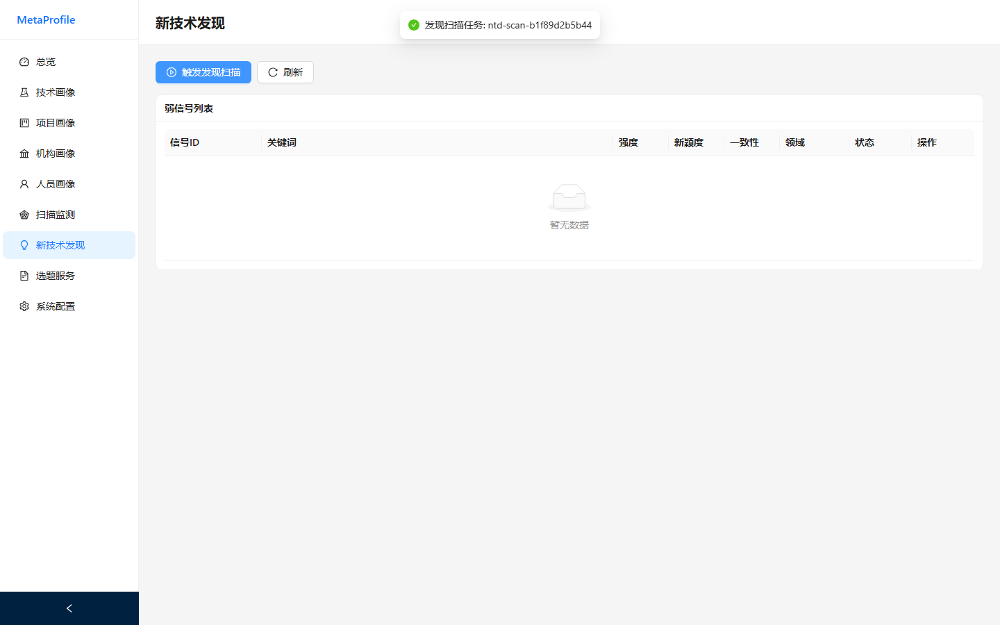 MetaProfile
总览
技术画像
项目画像
机构画像
人员画像
扫描监测
新技术发现
选题服务
系统配置
新技术发现
发现扫描任务: ntd-scan-b1f89d2b5b44
触发发现扫描
刷新
弱信号列表
信号ID 关键词 强度 新颖度 一致性 领域 状态 操作
暂无数据